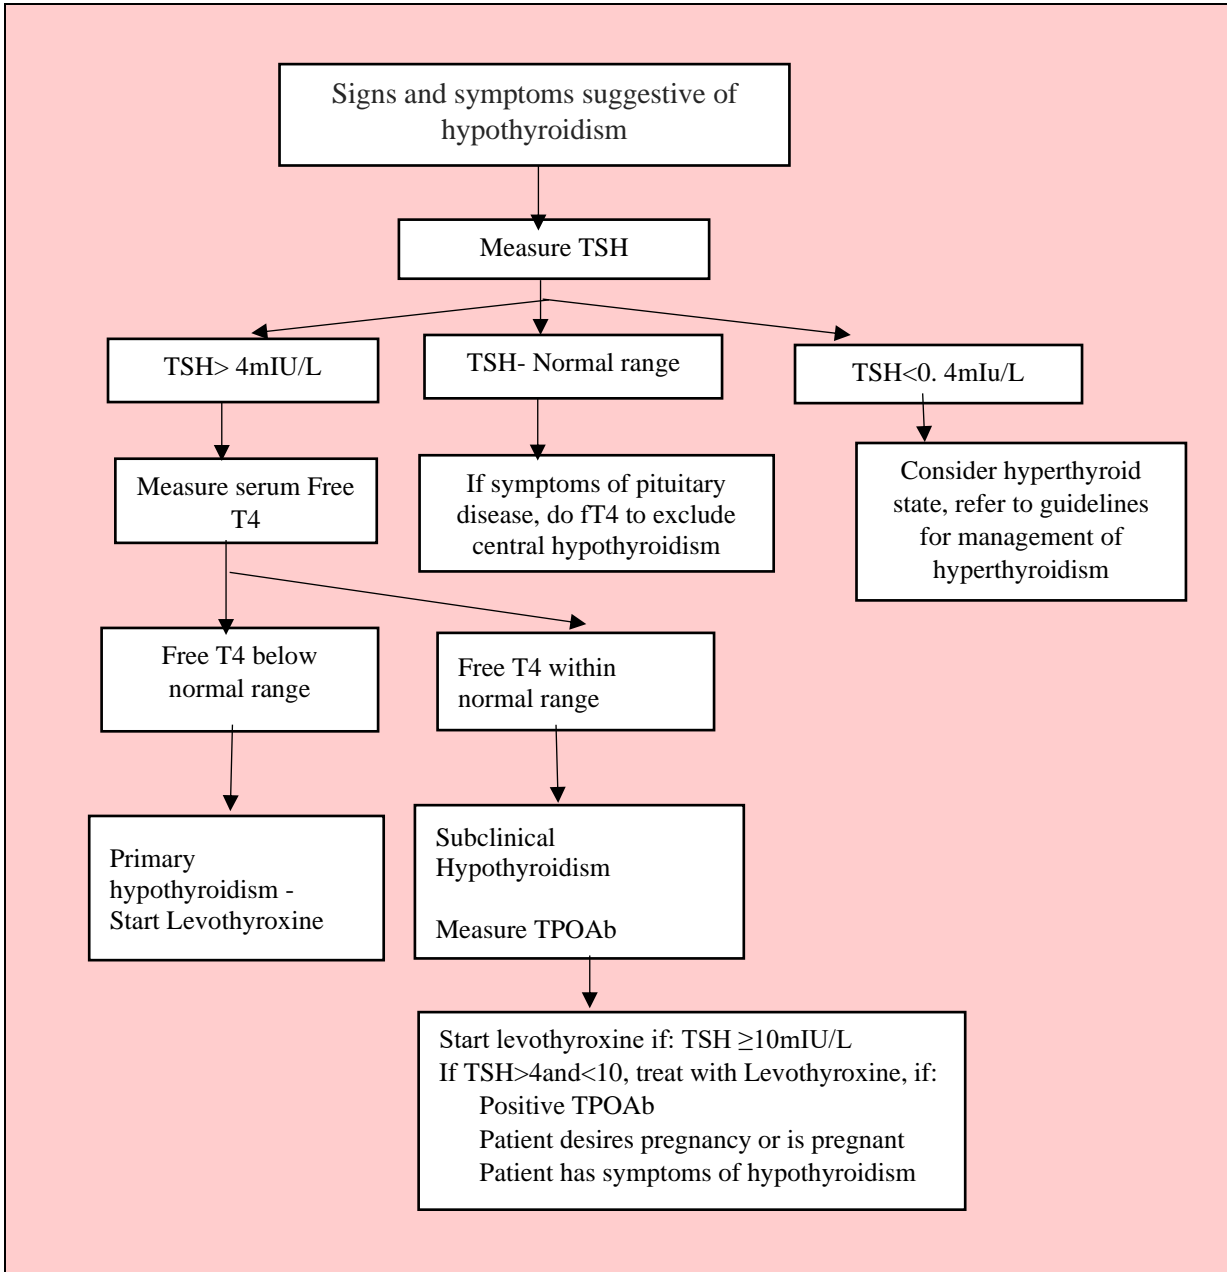 Signs and symptoms suggestive of
hypothyroidism
Measure TSH
TSH> 4mIU/L
TSH- Normal range
TSH<0. 4mIu/L
Measure serum Free
T4
If symptoms of pituitary
disease, do fT4 to exclude
central hypothyroidism
Consider hyperthyroid
state, refer to guidelines
for management of
hyperthyroidism
Free T4 below
normal range
Free T4 within
normal range
Primary
hypothyroidism -
Start Levothyroxine
Subclinical
Hypothyroidism
Measure TPOAb
Start levothyroxine if: TSH ≥10mIU/L
If TSH>4and<10, treat with Levothyroxine, if:
Positive TPOAb
Patient desires pregnancy or is pregnant
Patient has symptoms of hypothyroidism